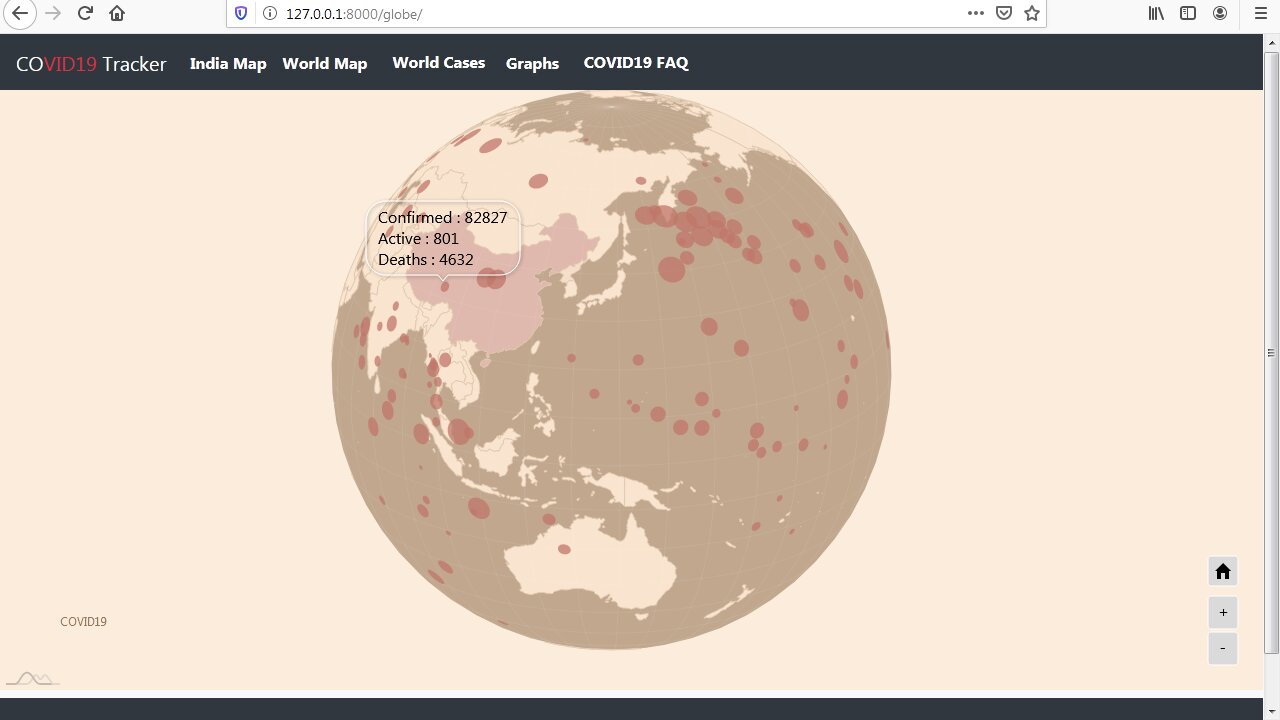 127.0.0.1:8000/globe/
COVID19 Tracker
India Map
World Map
World Cases
Graphs
COVID19 FAQ
Confirmed : 82827
Active : 801
Deaths : 4632
+
-
COVID19